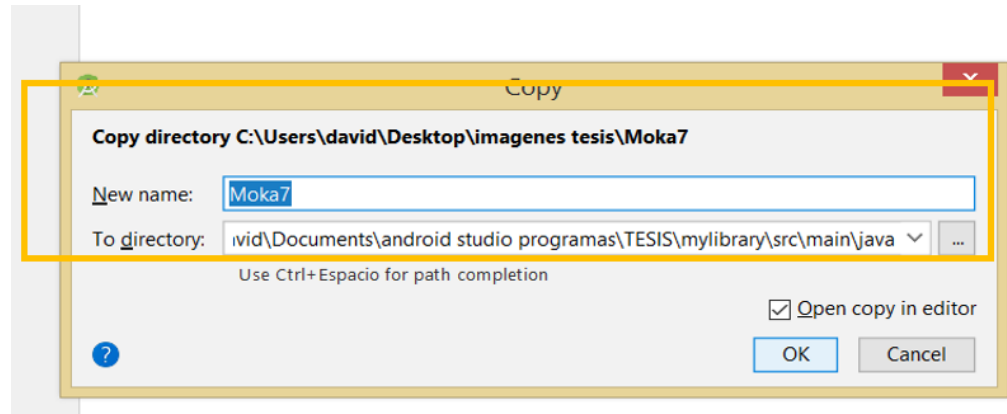 Copy
Copy directory C:\Users\david\Desktop\imagenes tesis\Moka7
New name: Moka7
To directory: vid\Documents\android studio programas\TESIS\mylibrary\src\main\java ...
Use Ctrl+Espacio for path completion
Open copy in editor
? OK Cancel